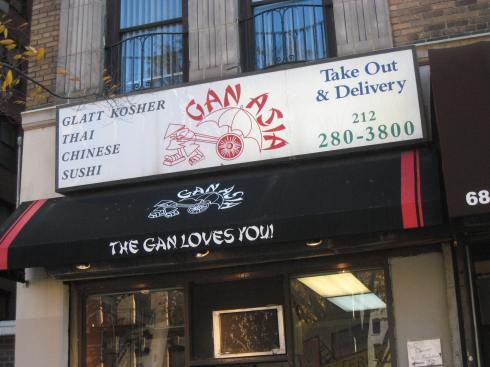 GLATT KOSHER
THAI
CHINESE
SUSHI
GAN ASIA
Take Out
& Delivery
212
280-3800
GAN ASIA
THE GAN LOVES YOU!
68